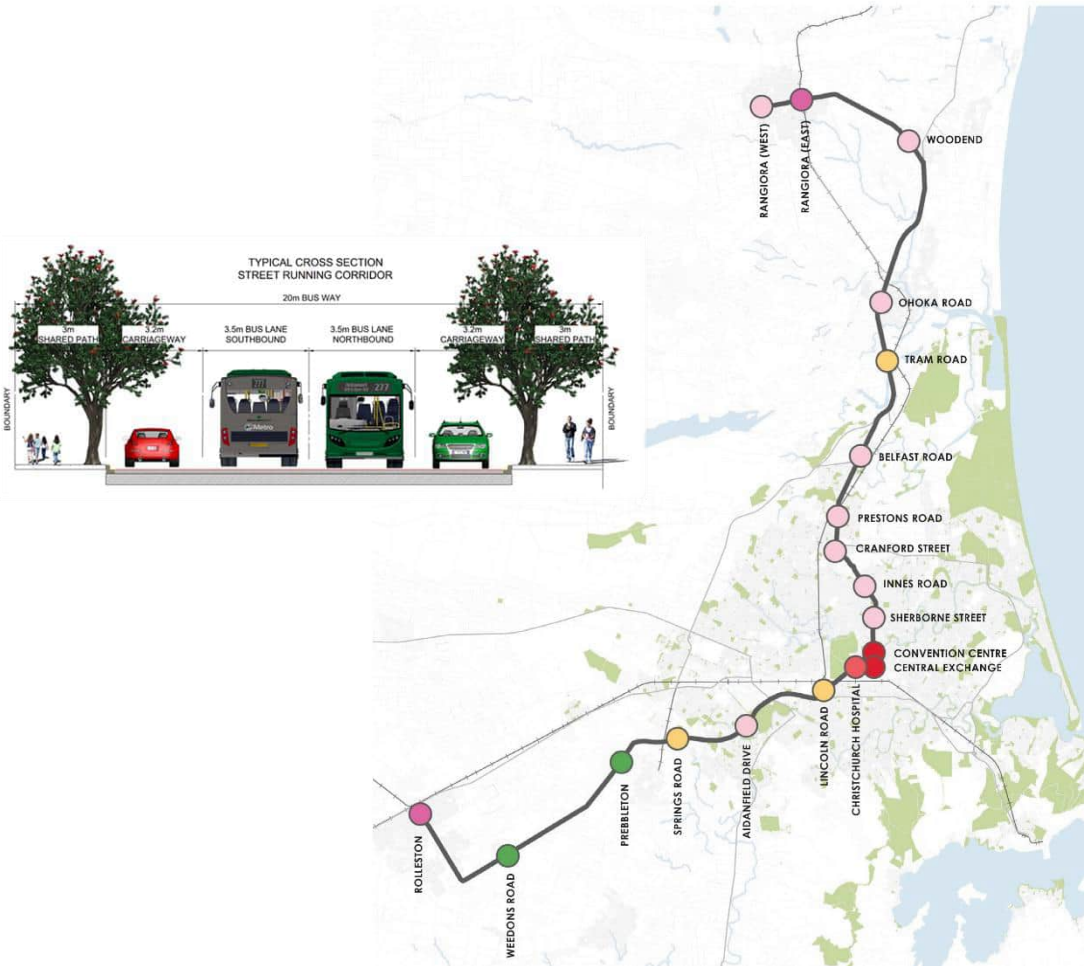 TYPICAL CROSS SECTION
STREET RUNNING CORRIDOR
20m BUS WAY
3m
SHARED PATH
3.2m
CARRIAGEWAY
3.5m BUS LANE
SOUTHBOUND
3.5m BUS LANE
NORTHBOUND
3.2m
CARRIAGEWAY
3m
SHARED PATH
BOUNDARY
BOUNDARY
277
Metro
277
RANGIORA (WEST)
RANGIORA (EAST)
WOODEND
OHOKA ROAD
TRAM ROAD
BELFAST ROAD
PRESTONS ROAD
CRANFORD STREET
INNES ROAD
SHERBORNE STREET
CONVENTION CENTRE
CENTRAL EXCHANGE
CHRISTCHURCH HOSPITAL
LINCOLN ROAD
AIDANFIELD DRIVE
SPRINGS ROAD
PREBBLETON
WEEDONS ROAD
ROLLESTON